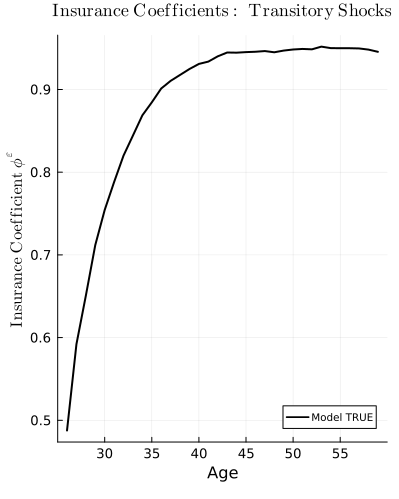 Insurance Coefficients : Transitory Shocks
Insurance Coefficient ϕ^ε
0.9
0.8
0.7
0.6
0.5
30 35 40 45 50 55
Age
Model TRUE